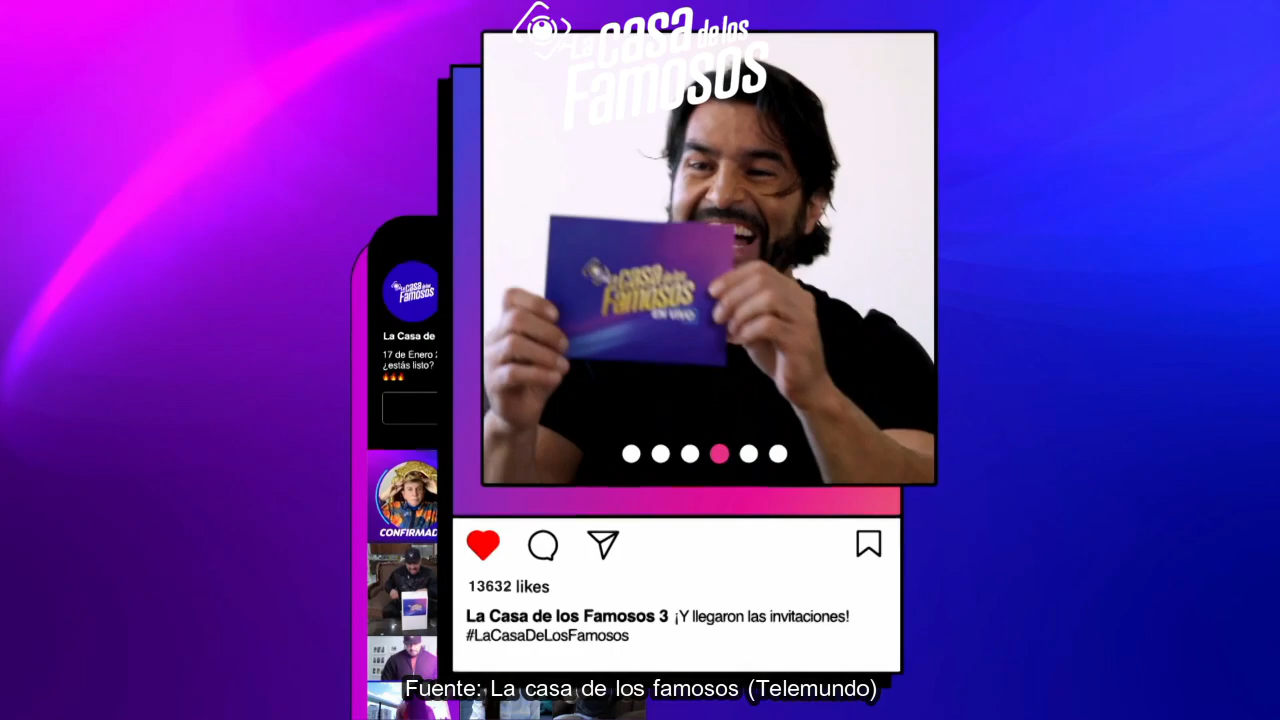 La casa de los
Famosos
La casa de los
Famosos
EN VIVO
La casa de los
Famosos
La Casa de
17 de Enero 2
¿estás listo?
CONFIRMAD
13632 likes
La Casa de los Famosos 3 ¡Y llegaron las invitaciones!
#LaCasaDeLosFamosos
Fuente: La casa de los famosos (Telemundo)